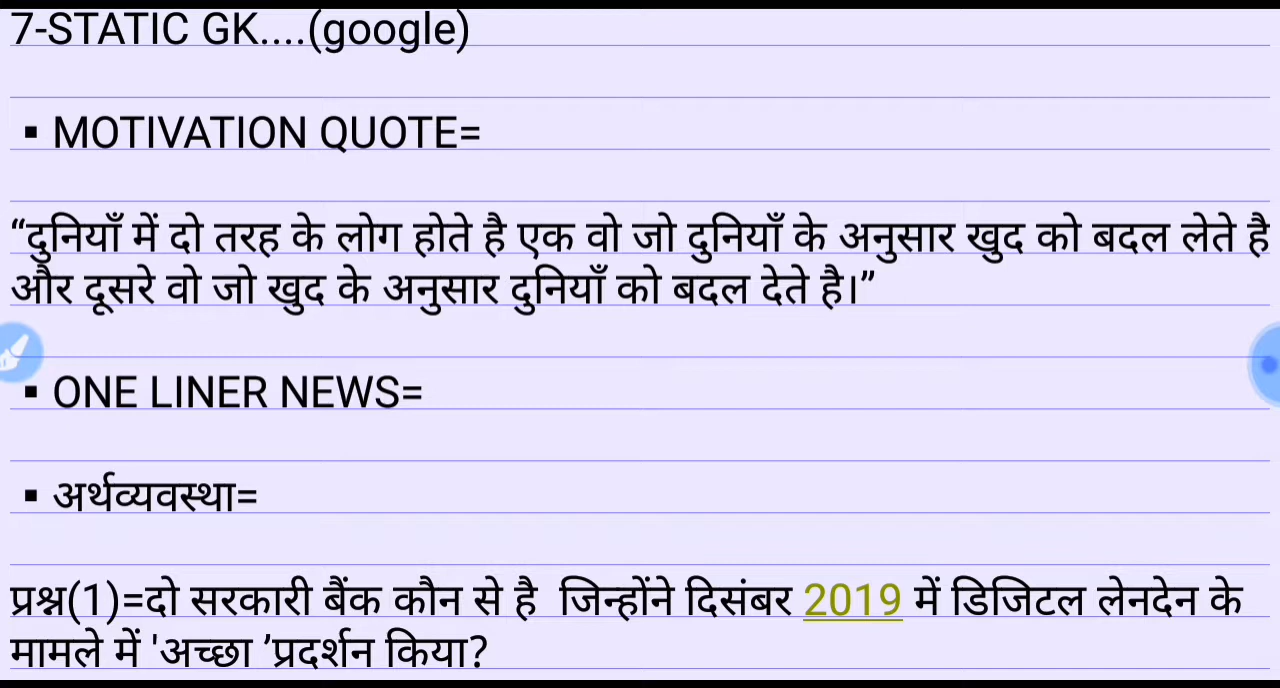 7-STATIC GK....(google)
▪ MOTIVATION QUOTE=
“दुनियाँ में दो तरह के लोग होते है एक वो जो दुनियाँ के अनुसार खुद को बदल लेते है
और दूसरे वो जो खुद के अनुसार दुनियाँ को बदल देते है।”
▪ ONE LINER NEWS=
▪ अर्थव्यवस्था=
प्रश्न(1)=दो सरकारी बैंक कौन से है  जिन्होंने दिसंबर 2019 में डिजिटल लेनदेन के
मामले में 'अच्छा ’प्रदर्शन किया?